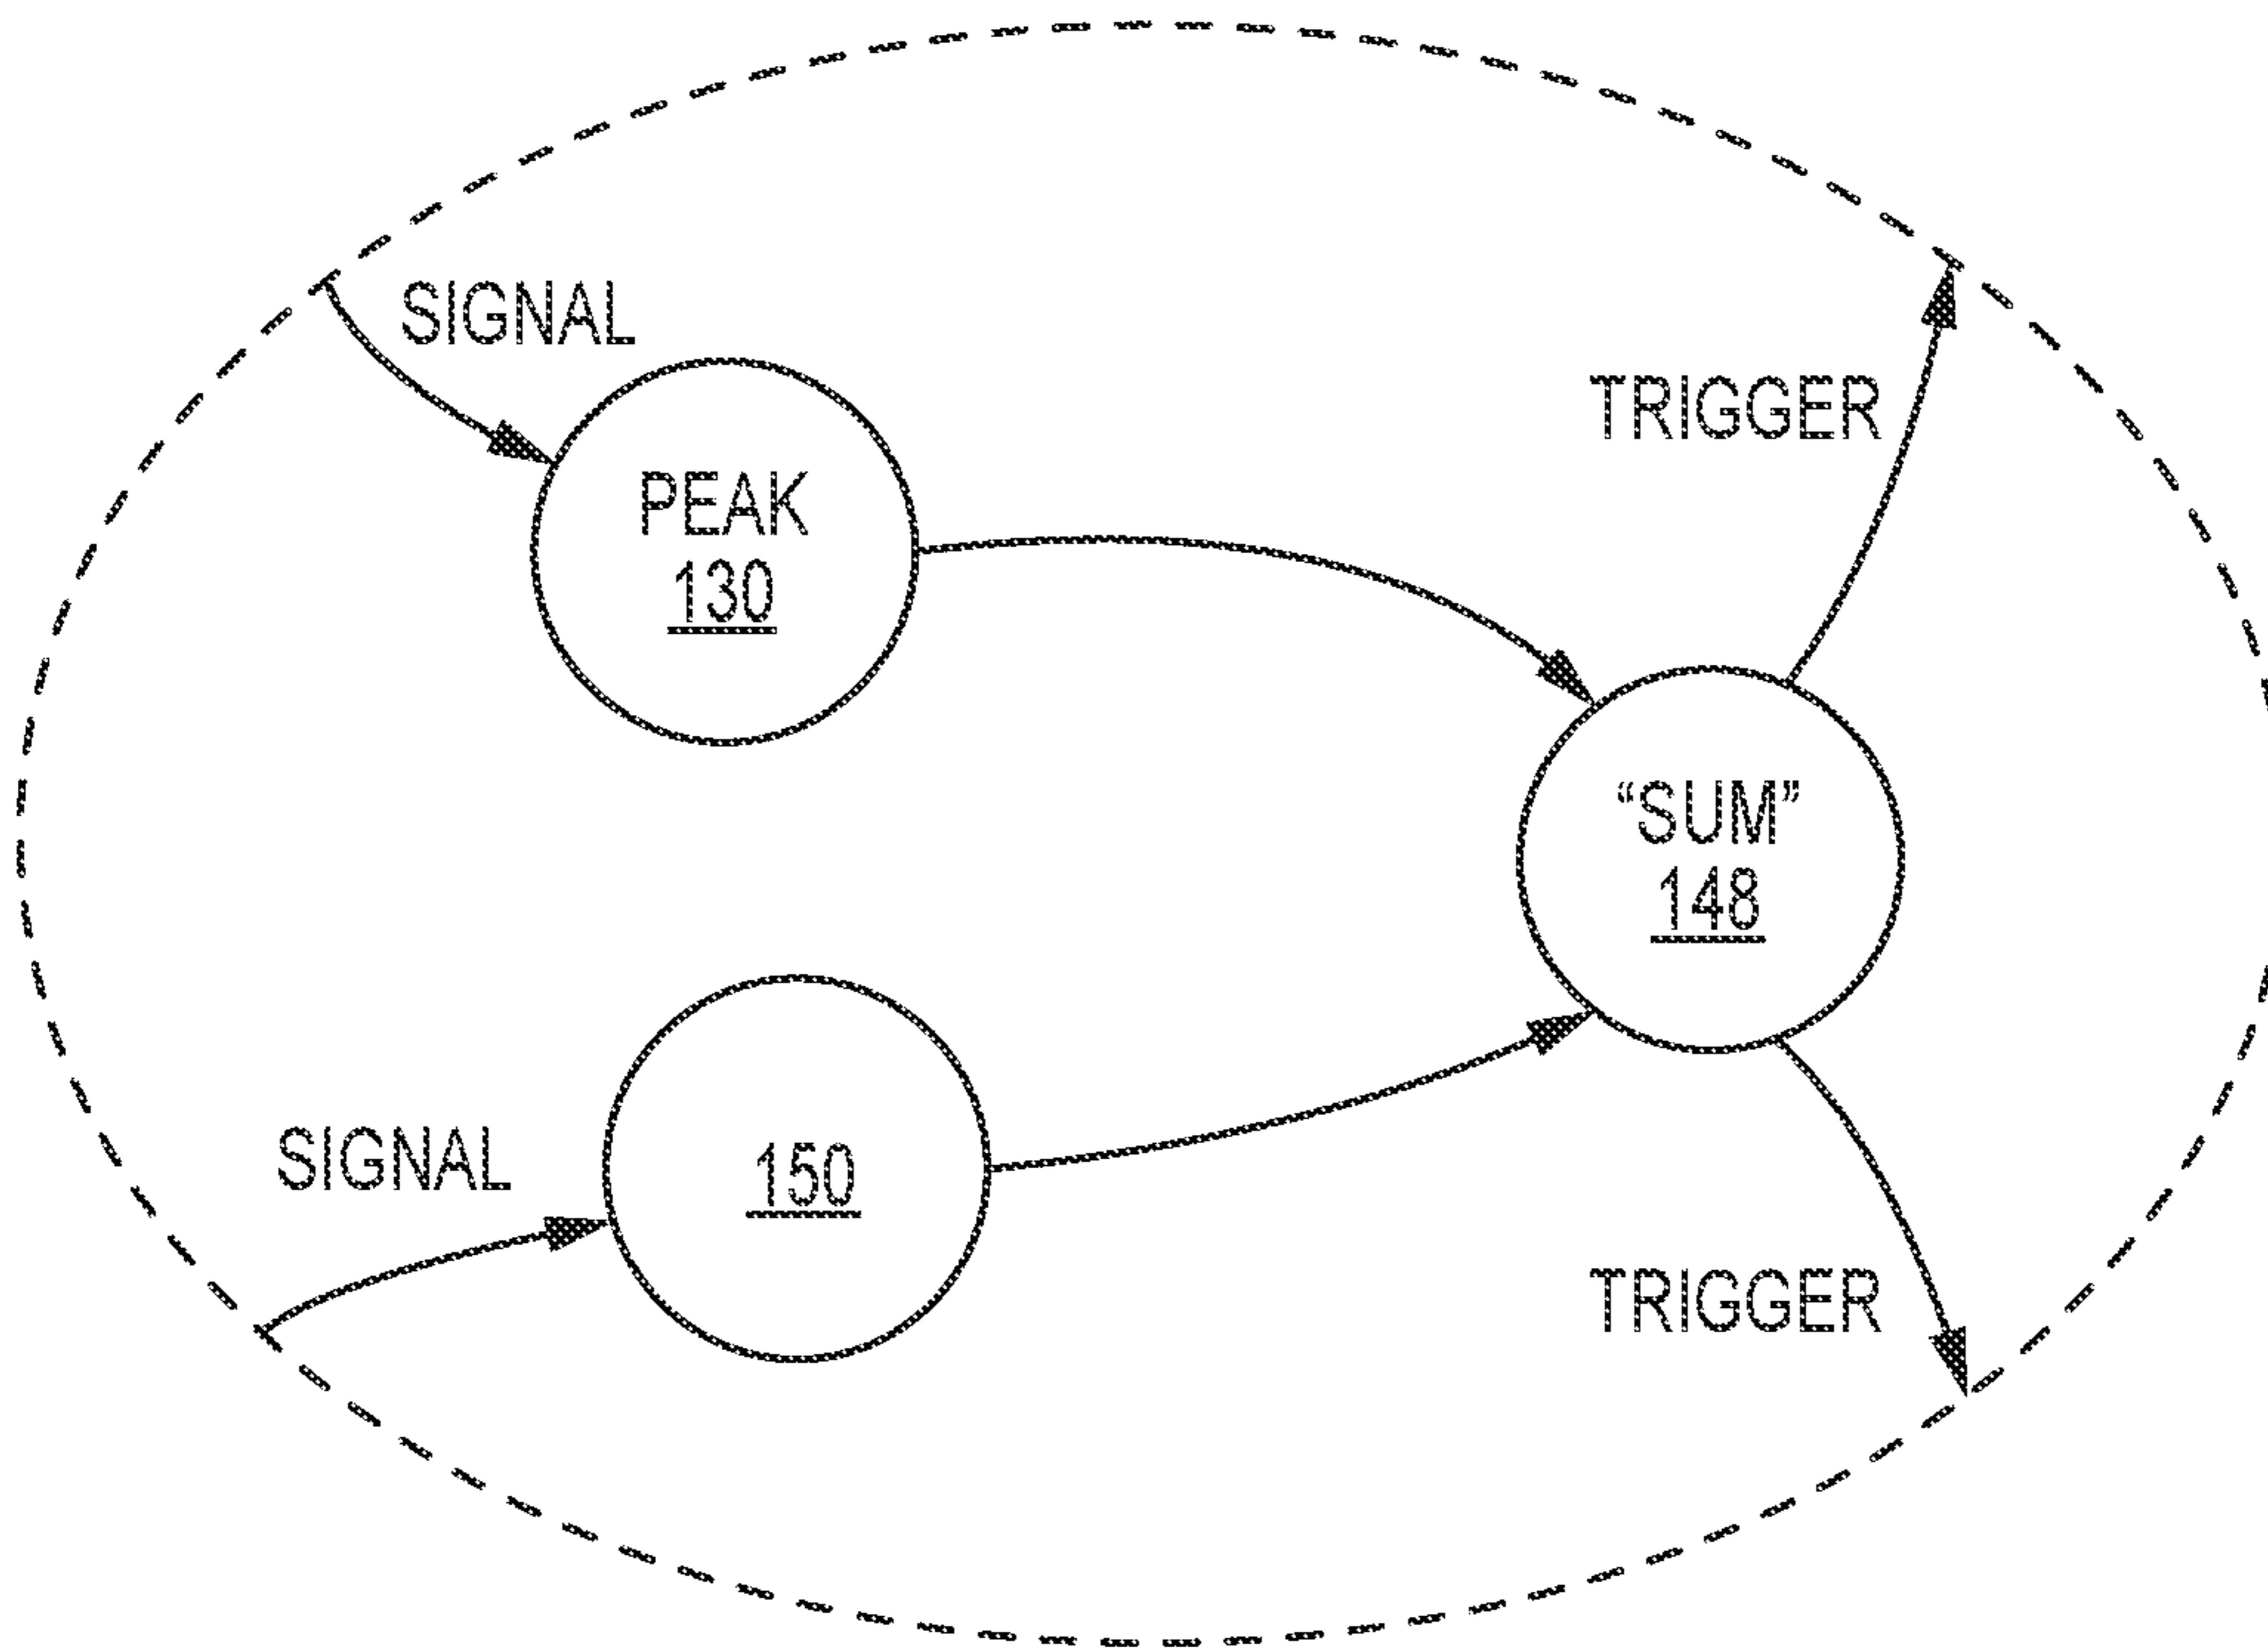 SIGNAL
TRIGGER
PEAK
130
“SUM”
148
SIGNAL
150
TRIGGER